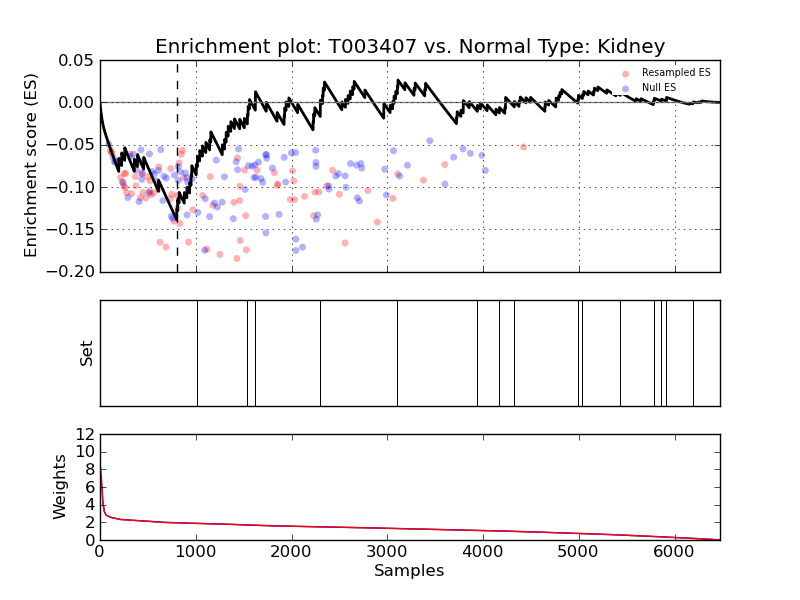 Enrichment plot: T003407 vs. Normal Type: Kidney
Enrichment score (ES)
0.05
0.00
−0.05
−0.10
−0.15
−0.20
Resampled ES
Null ES
Set
Weights
12
10
8
6
4
2
0
0 1000 2000 3000 4000 5000 6000
Samples